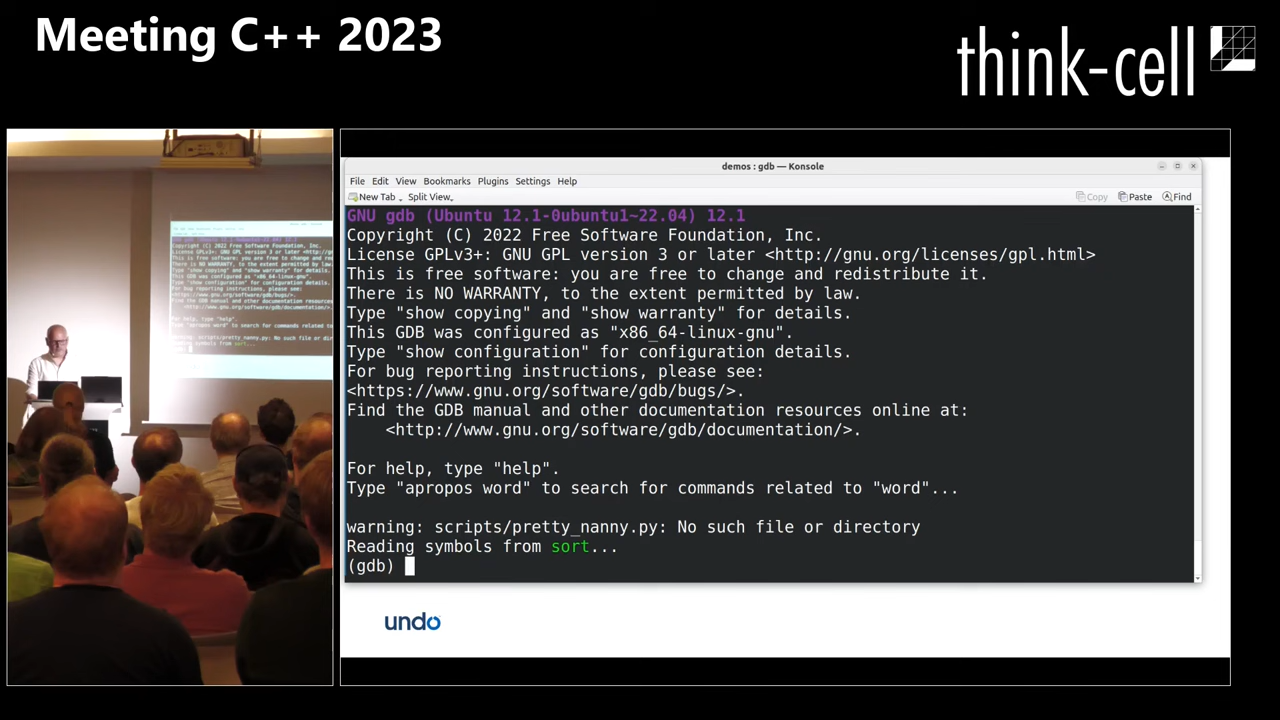 Meeting C++ 2023
think-cell
demos : gdb — Konsole
File Edit View Bookmarks Plugins Settings Help
New Tab Split View Copy Paste Find
GNU gdb (Ubuntu 12.1-0ubuntu1~22.04) 12.1
Copyright (C) 2022 Free Software Foundation, Inc.
License GPLv3+: GNU GPL version 3 or later <http://gnu.org/licenses/gpl.html>
This is free software: you are free to change and redistribute it.
There is NO WARRANTY, to the extent permitted by law.
Type "show copying" and "show warranty" for details.
This GDB was configured as "x86_64-linux-gnu".
Type "show configuration" for configuration details.
For bug reporting instructions, please see:
<https://www.gnu.org/software/gdb/bugs/>.
Find the GDB manual and other documentation resources online at:
<http://www.gnu.org/software/gdb/documentation/>.
For help, type "help".
Type "apropos word" to search for commands related to "word"...
warning: scripts/pretty_nanny.py: No such file or directory
Reading symbols from sort...
(gdb)
undo